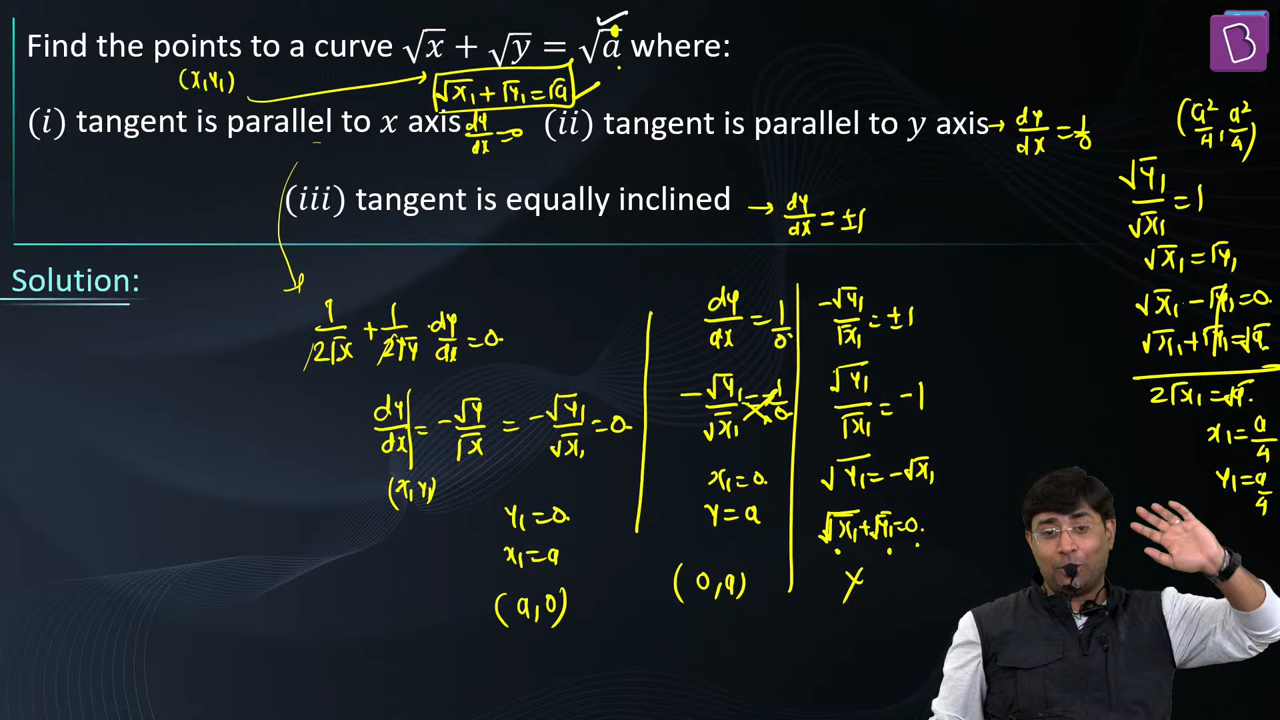 Find the points to a curve √x + √y = √a where:
(x₁y₁)
√x₁ + √y₁ = √a
(i) tangent is parallel to x axis dy/dx = 0 (ii) tangent is parallel to y axis → dy/dx = 1/0
(iii) tangent is equally inclined → dy/dx = ±1
Solution:
1/2√x + 1/2√y · dy/dx = 0
dy/dx| = -√y/√x = -√y₁/√x₁ = 0
(x₁y₁)
y₁ = 0
x₁ = a
(a, 0)
dy/dx = 1/0
-√y₁/√x₁ = 1/0
x₁ = 0
y = a
(0, a)
-√y₁/√x₁ = ±1
√y₁/√x₁ = -1
√y₁ = -√x₁
√x₁ + √y₁ = 0.
×
(a²/4, a²/4)
√y₁/√x₁ = 1
√x₁ = √y₁
√x₁ - √y₁ = 0.
√x₁ + √y₁ = √a
2√x₁ = √a.
x₁ = a/4
y₁ = a/4
B